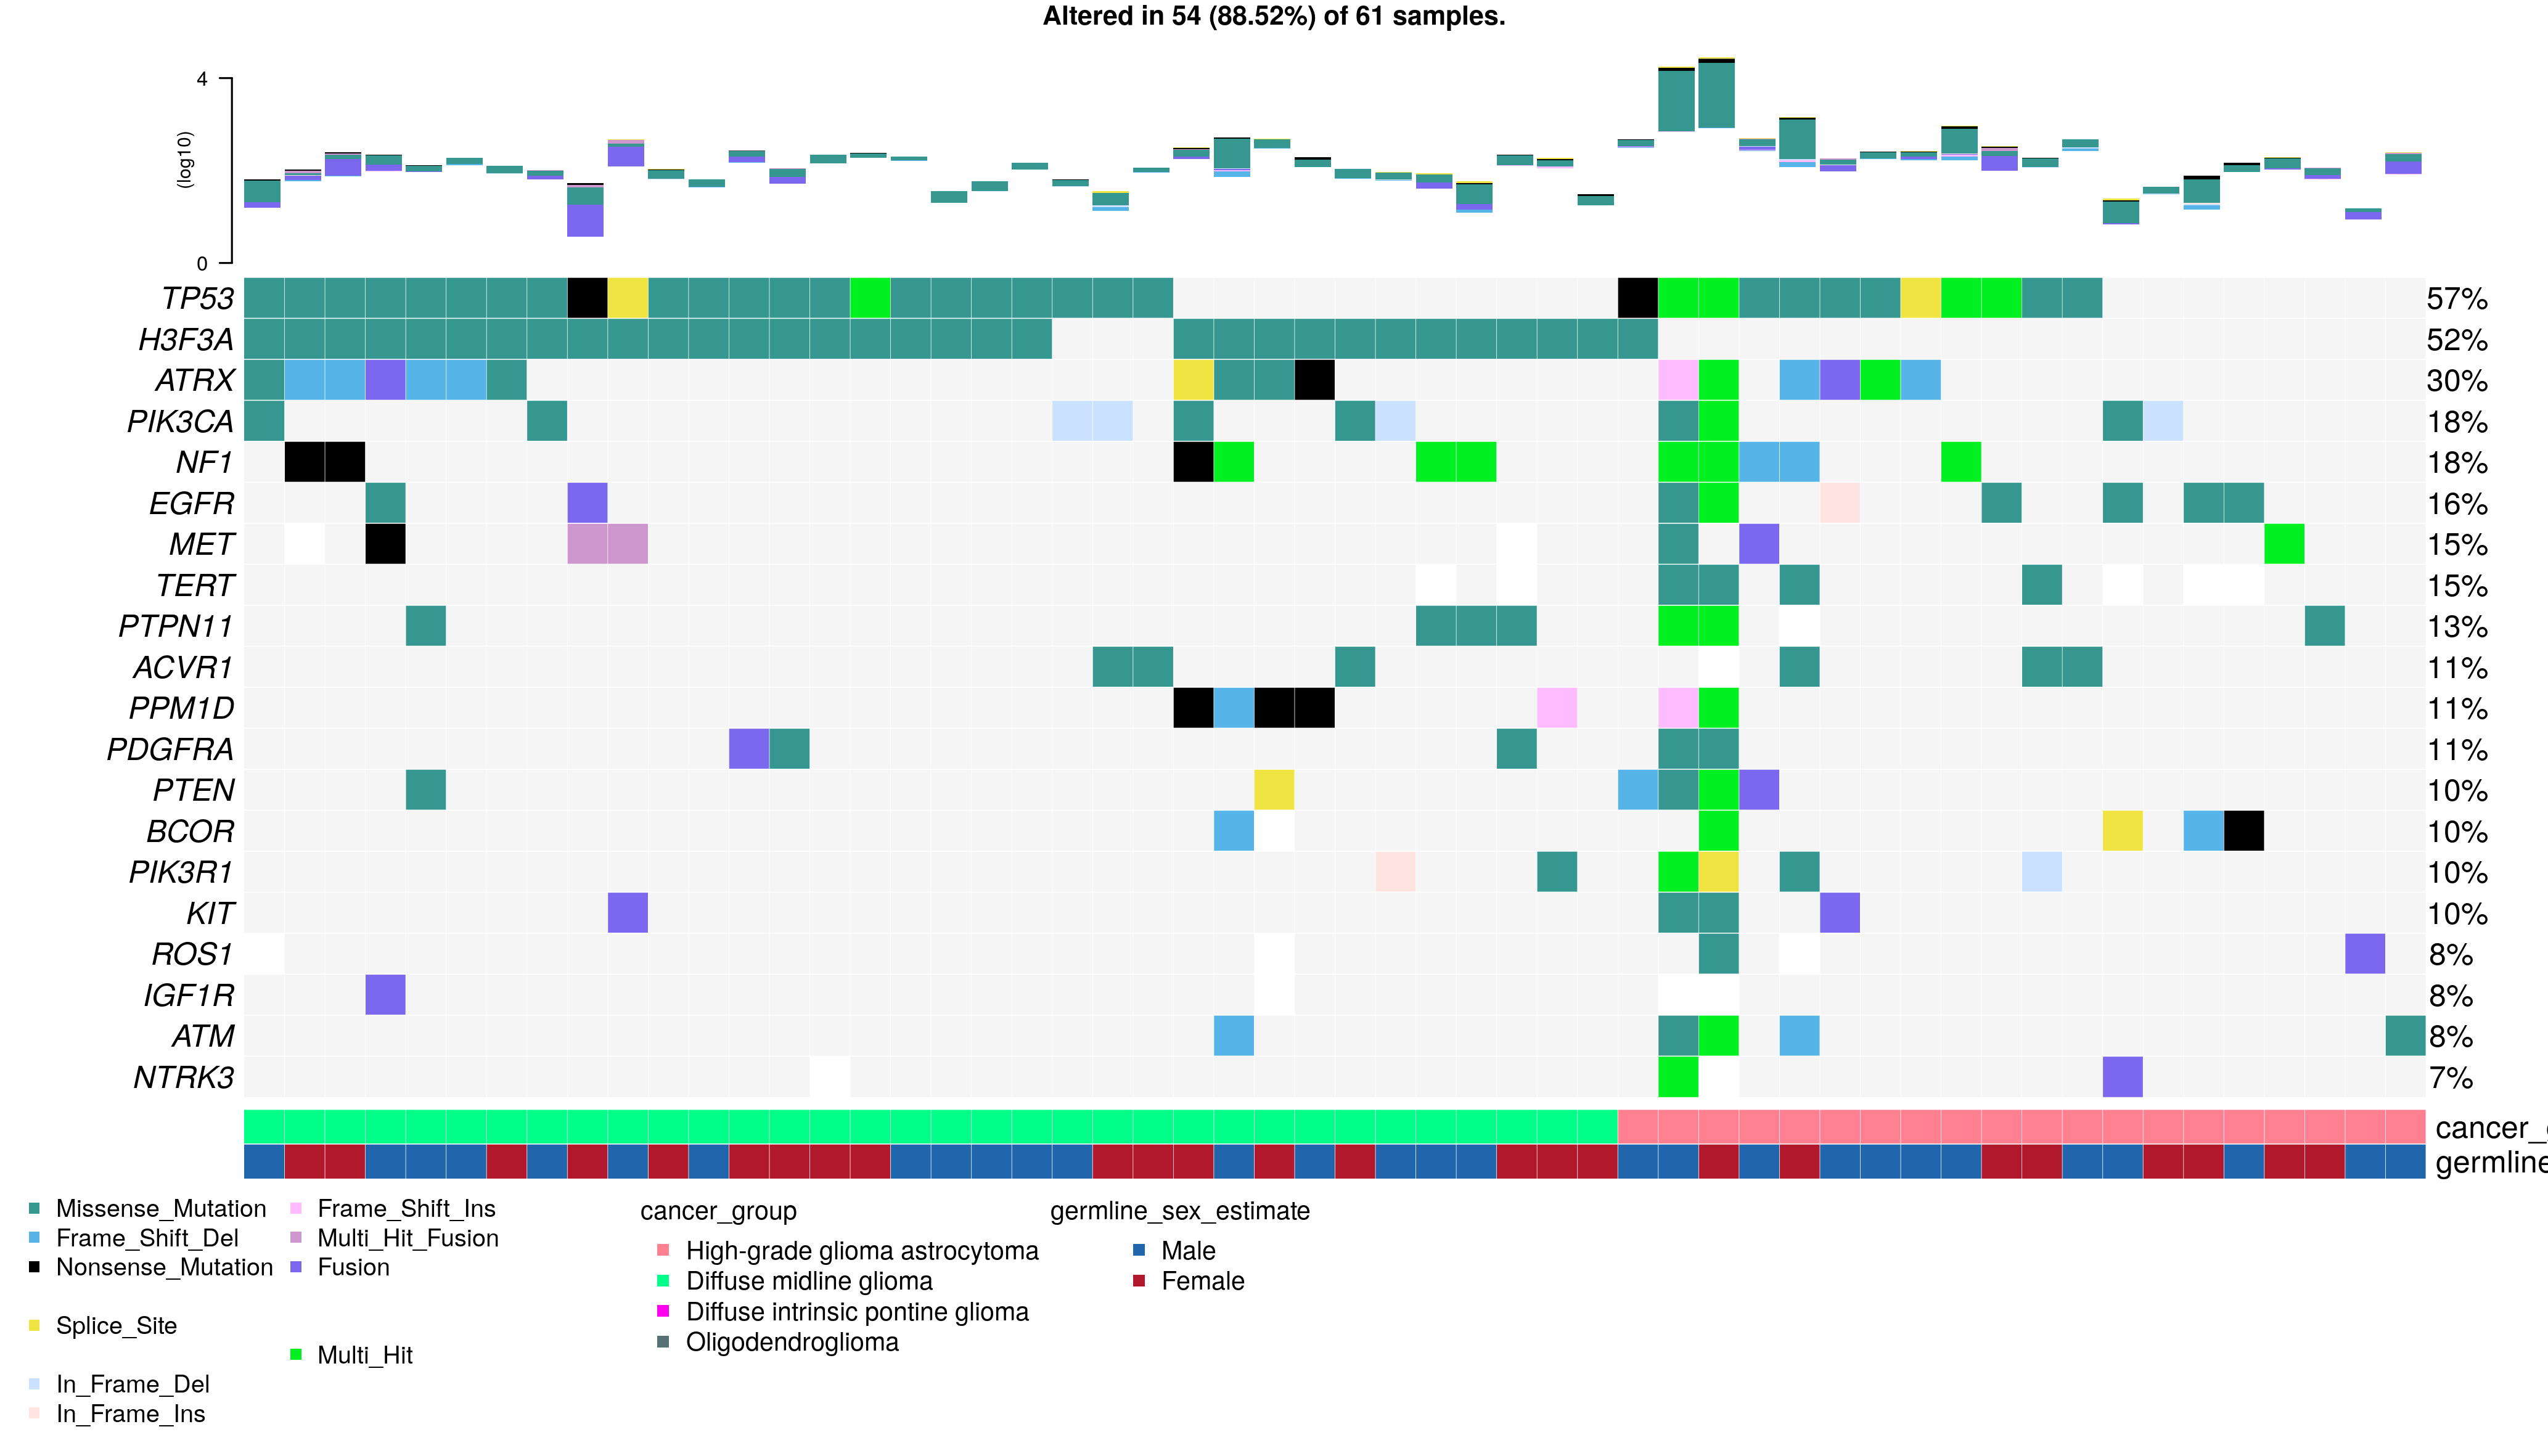 Altered in 54 (88.52%) of 61 samples.
4
(log10)
0
TP53 57%
H3F3A 52%
ATRX 30%
PIK3CA 18%
NF1 18%
EGFR 16%
MET 15%
TERT 15%
PTPN11 13%
ACVR1 11%
PPM1D 11%
PDGFRA 11%
PTEN 10%
BCOR 10%
PIK3R1 10%
KIT 10%
ROS1 8%
IGF1R 8%
ATM 8%
NTRK3 7%
cancer_
germline
Missense_Mutation
Frame_Shift_Del
Nonsense_Mutation
Splice_Site
In_Frame_Del
In_Frame_Ins
Frame_Shift_Ins
Multi_Hit_Fusion
Fusion
Multi_Hit
cancer_group
High-grade glioma astrocytoma
Diffuse midline glioma
Diffuse intrinsic pontine glioma
Oligodendroglioma
germline_sex_estimate
Male
Female